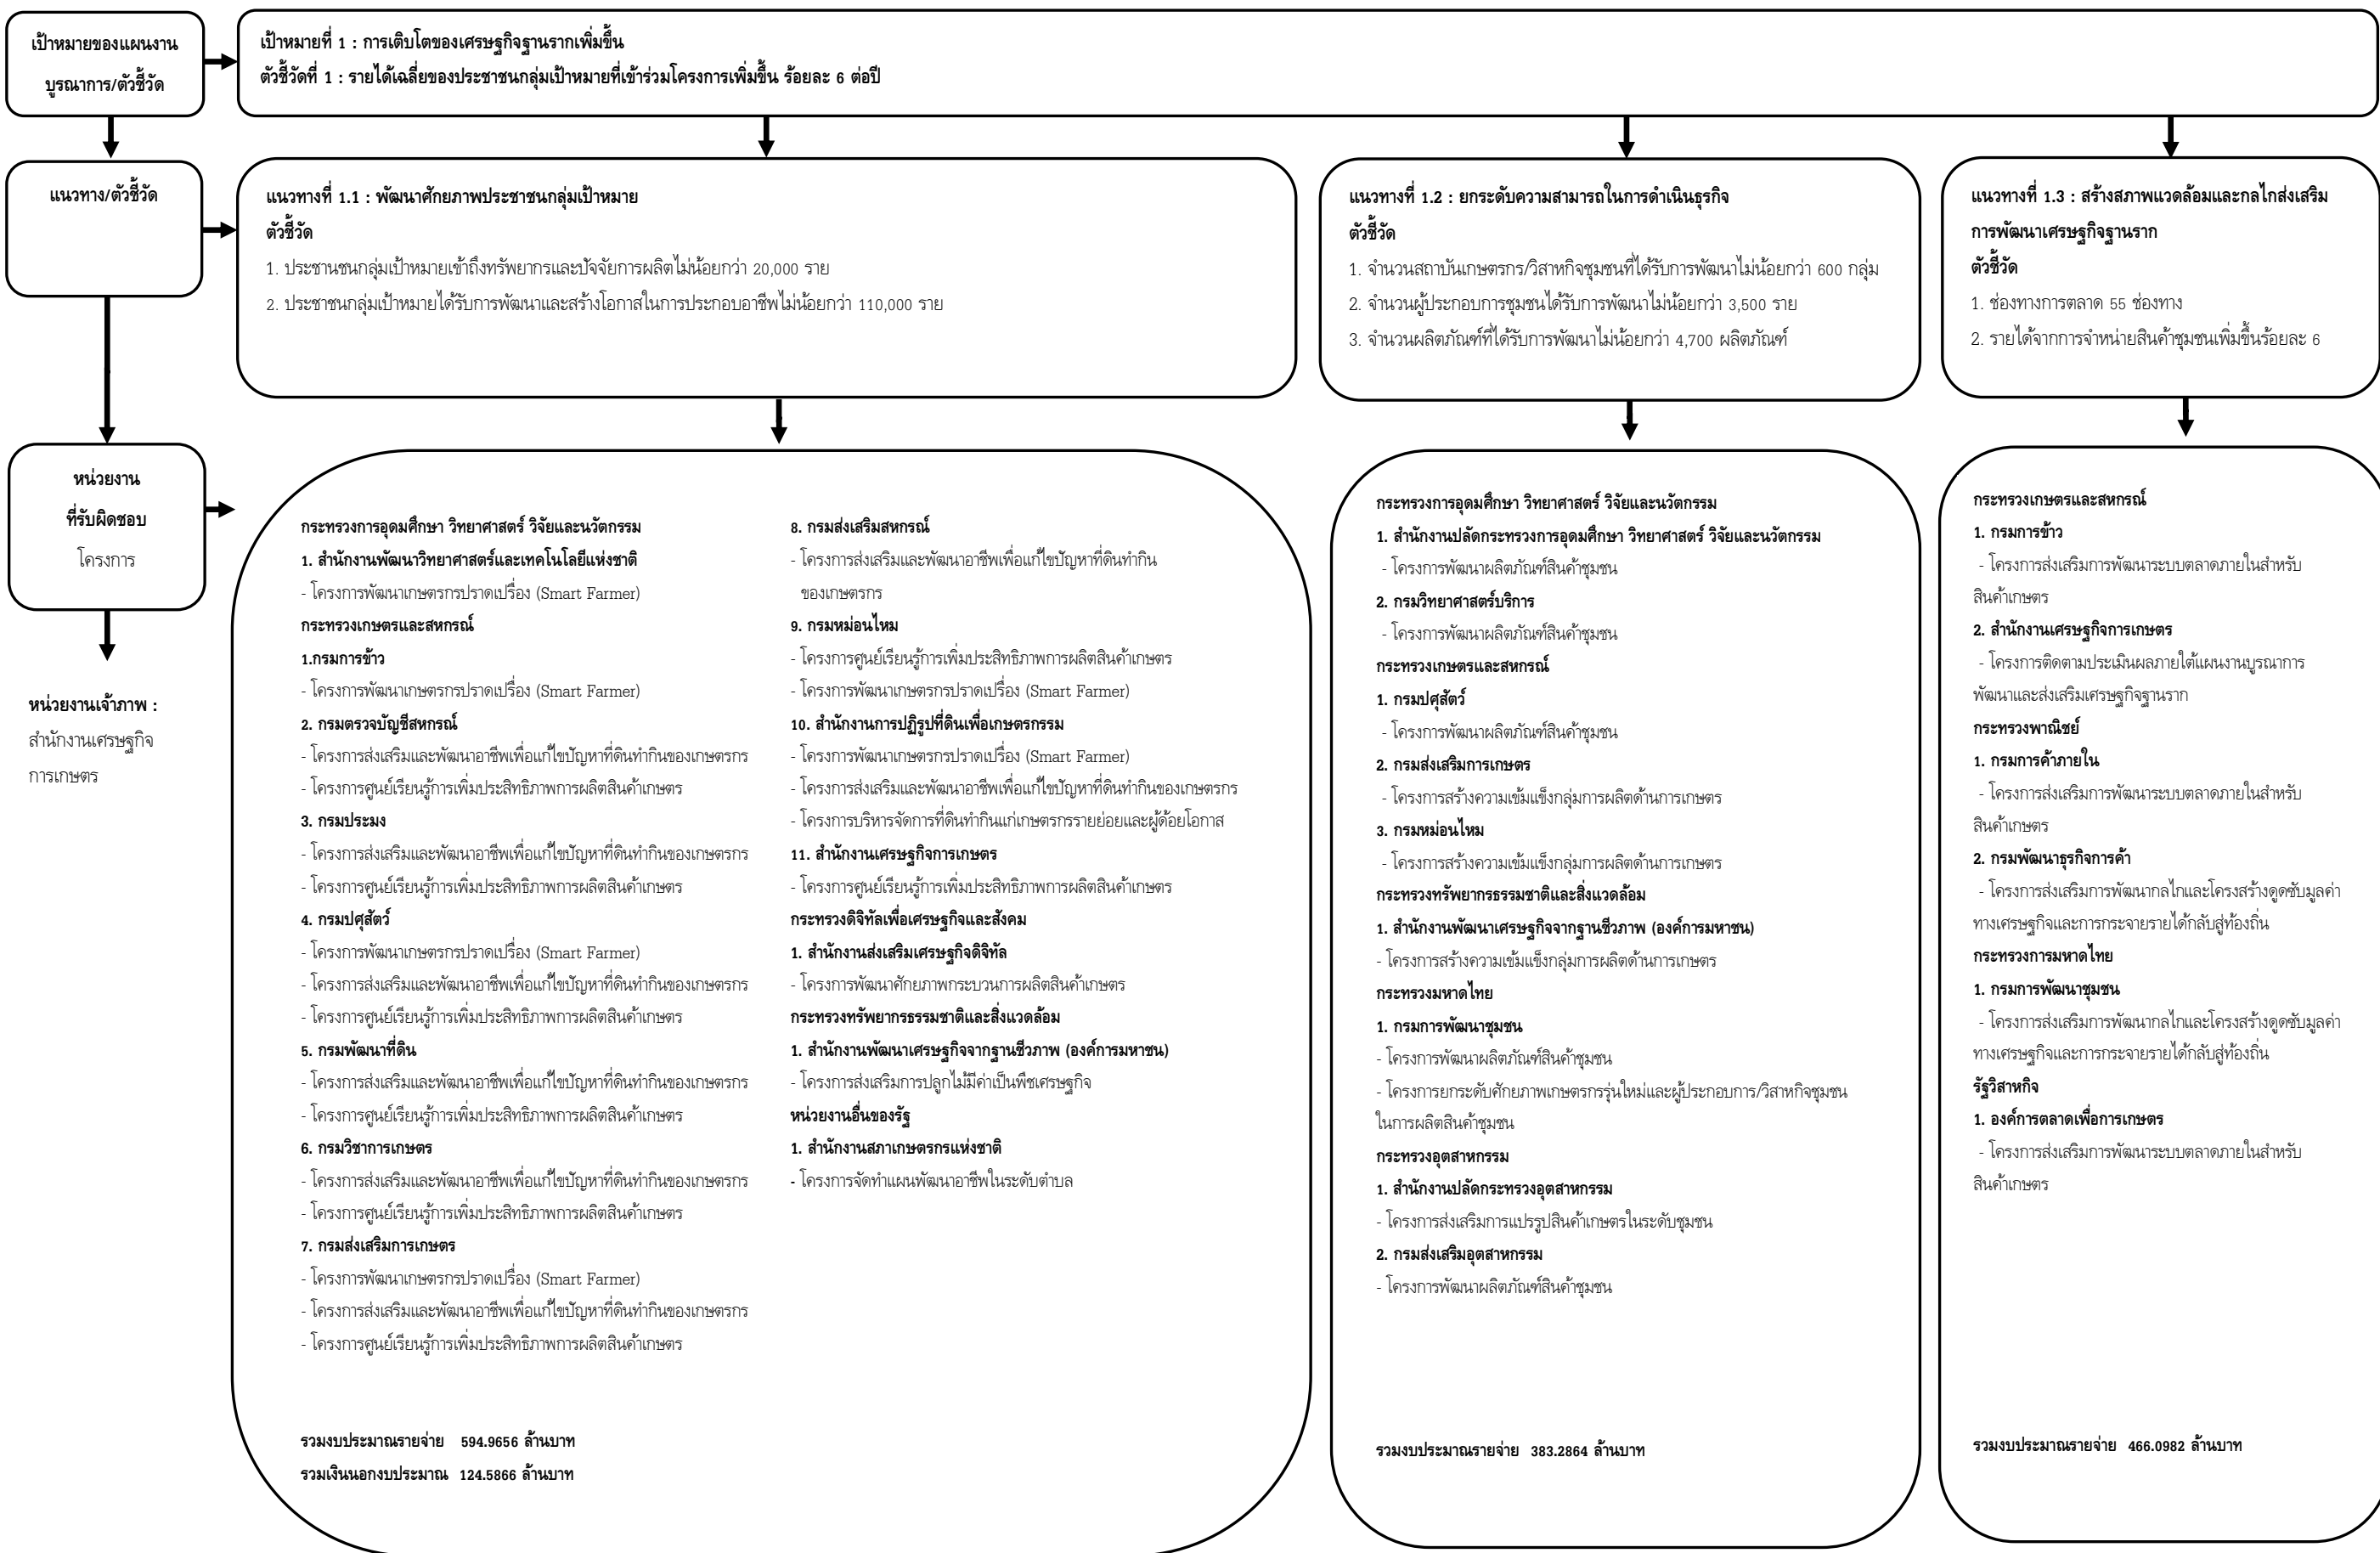 เป้าหมายของแผนงาน
บูรณาการ/ตัวชี้วัด
เป้าหมายที่ 1 : การเติบโตของเศรษฐกิจฐานรากเพิ่มขึ้น
ตัวชี้วัดที่ 1 : รายได้เฉลี่ยของประชาชนกลุ่มเป้าหมายที่เข้าร่วมโครงการเพิ่มขึ้น ร้อยละ 6 ต่อปี
แนวทาง/ตัวชี้วัด
แนวทางที่ 1.1 : พัฒนาศักยภาพประชาชนกลุ่มเป้าหมาย
ตัวชี้วัด
1. ประชานชนกลุ่มเป้าหมายเข้าถึงทรัพยากรและปัจจัยการผลิตไม่น้อยกว่า 20,000 ราย
2. ประชาชนกลุ่มเป้าหมายได้รับการพัฒนาและสร้างโอกาสในการประกอบอาชีพไม่น้อยกว่า 110,000 ราย
แนวทางที่ 1.2 : ยกระดับความสามารถในการดำเนินธุรกิจ
ตัวชี้วัด
1. จำนวนสถาบันเกษตรกร/วิสาหกิจชุมชนที่ได้รับการพัฒนาไม่น้อยกว่า 600 กลุ่ม
2. จำนวนผู้ประกอบการชุมชนได้รับการพัฒนาไม่น้อยกว่า 3,500 ราย
3. จำนวนผลิตภัณฑ์ที่ได้รับการพัฒนาไม่น้อยกว่า 4,700 ผลิตภัณฑ์
แนวทางที่ 1.3 : สร้างสภาพแวดล้อมและกลไกส่งเสริม
การพัฒนาเศรษฐกิจฐานราก
ตัวชี้วัด
1. ช่องทางการตลาด 55 ช่องทาง
2. รายได้จากการจำหน่ายสินค้าชุมชนเพิ่มขึ้นร้อยละ 6
หน่วยงาน
ที่รับผิดชอบ
โครงการ
หน่วยงานเจ้าภาพ :
สำนักงานเศรษฐกิจ
การเกษตร
กระทรวงการอุดมศึกษา วิทยาศาสตร์ วิจัยและนวัตกรรม
1. สำนักงานพัฒนาวิทยาศาสตร์และเทคโนโลยีแห่งชาติ
- โครงการพัฒนาเกษตรกรปราดเปรื่อง (Smart Farmer)
กระทรวงเกษตรและสหกรณ์
1.กรมการข้าว
- โครงการพัฒนาเกษตรกรปราดเปรื่อง (Smart Farmer)
2. กรมตรวจบัญชีสหกรณ์
- โครงการส่งเสริมและพัฒนาอาชีพเพื่อแก้ไขปัญหาที่ดินทำกินของเกษตรกร
- โครงการศูนย์เรียนรู้การเพิ่มประสิทธิภาพการผลิตสินค้าเกษตร
3. กรมประมง
- โครงการส่งเสริมและพัฒนาอาชีพเพื่อแก้ไขปัญหาที่ดินทำกินของเกษตรกร
- โครงการศูนย์เรียนรู้การเพิ่มประสิทธิภาพการผลิตสินค้าเกษตร
4. กรมปศุสัตว์
- โครงการพัฒนาเกษตรกรปราดเปรื่อง (Smart Farmer)
- โครงการส่งเสริมและพัฒนาอาชีพเพื่อแก้ไขปัญหาที่ดินทำกินของเกษตรกร
- โครงการศูนย์เรียนรู้การเพิ่มประสิทธิภาพการผลิตสินค้าเกษตร
5. กรมพัฒนาที่ดิน
- โครงการส่งเสริมและพัฒนาอาชีพเพื่อแก้ไขปัญหาที่ดินทำกินของเกษตรกร
- โครงการศูนย์เรียนรู้การเพิ่มประสิทธิภาพการผลิตสินค้าเกษตร
6. กรมวิชาการเกษตร
- โครงการส่งเสริมและพัฒนาอาชีพเพื่อแก้ไขปัญหาที่ดินทำกินของเกษตรกร
- โครงการศูนย์เรียนรู้การเพิ่มประสิทธิภาพการผลิตสินค้าเกษตร
7. กรมส่งเสริมการเกษตร
- โครงการพัฒนาเกษตรกรปราดเปรื่อง (Smart Farmer)
- โครงการส่งเสริมและพัฒนาอาชีพเพื่อแก้ไขปัญหาที่ดินทำกินของเกษตรกร
- โครงการศูนย์เรียนรู้การเพิ่มประสิทธิภาพการผลิตสินค้าเกษตร
8. กรมส่งเสริมสหกรณ์
- โครงการส่งเสริมและพัฒนาอาชีพเพื่อแก้ไขปัญหาที่ดินทำกิน
ของเกษตรกร
9. กรมหม่อนไหม
- โครงการศูนย์เรียนรู้การเพิ่มประสิทธิภาพการผลิตสินค้าเกษตร
- โครงการพัฒนาเกษตรกรปราดเปรื่อง (Smart Farmer)
10. สำนักงานการปฏิรูปที่ดินเพื่อเกษตรกรรม
- โครงการพัฒนาเกษตรกรปราดเปรื่อง (Smart Farmer)
- โครงการส่งเสริมและพัฒนาอาชีพเพื่อแก้ไขปัญหาที่ดินทำกินของเกษตรกร
- โครงการบริหารจัดการที่ดินทำกินแก่เกษตรกรรายย่อยและผู้ด้อยโอกาส
11. สำนักงานเศรษฐกิจการเกษตร
- โครงการศูนย์เรียนรู้การเพิ่มประสิทธิภาพการผลิตสินค้าเกษตร
กระทรวงดิจิทัลเพื่อเศรษฐกิจและสังคม
1. สำนักงานส่งเสริมเศรษฐกิจดิจิทัล
- โครงการพัฒนาศักยภาพกระบวนการผลิตสินค้าเกษตร
กระทรวงทรัพยากรธรรมชาติและสิ่งแวดล้อม
1. สำนักงานพัฒนาเศรษฐกิจจากฐานชีวภาพ (องค์การมหาชน)
- โครงการส่งเสริมการปลูกไม้มีค่าเป็นพืชเศรษฐกิจ
หน่วยงานอื่นของรัฐ
1. สำนักงานสภาเกษตรกรแห่งชาติ
- โครงการจัดทำแผนพัฒนาอาชีพในระดับตำบล
รวมงบประมาณรายจ่าย 594.9656 ล้านบาท
รวมเงินนอกงบประมาณ 124.5866 ล้านบาท
กระทรวงการอุดมศึกษา วิทยาศาสตร์ วิจัยและนวัตกรรม
1. สำนักงานปลัดกระทรวงการอุดมศึกษา วิทยาศาสตร์ วิจัยและนวัตกรรม
- โครงการพัฒนาผลิตภัณฑ์สินค้าชุมชน
2. กรมวิทยาศาสตร์บริการ
- โครงการพัฒนาผลิตภัณฑ์สินค้าชุมชน
กระทรวงเกษตรและสหกรณ์
1. กรมปศุสัตว์
- โครงการพัฒนาผลิตภัณฑ์สินค้าชุมชน
2. กรมส่งเสริมการเกษตร
- โครงการสร้างความเข้มแข็งกลุ่มการผลิตด้านการเกษตร
3. กรมหม่อนไหม
- โครงการสร้างความเข้มแข็งกลุ่มการผลิตด้านการเกษตร
กระทรวงทรัพยากรธรรมชาติและสิ่งแวดล้อม
1. สำนักงานพัฒนาเศรษฐกิจจากฐานชีวภาพ (องค์การมหาชน)
- โครงการสร้างความเข้มแข็งกลุ่มการผลิตด้านการเกษตร
กระทรวงมหาดไทย
1. กรมการพัฒนาชุมชน
- โครงการพัฒนาผลิตภัณฑ์สินค้าชุมชน
- โครงการยกระดับศักยภาพเกษตรกรรุ่นใหม่และผู้ประกอบการ/วิสาหกิจชุมชน
ในการผลิตสินค้าชุมชน
กระทรวงอุตสาหกรรม
1. สำนักงานปลัดกระทรวงอุตสาหกรรม
- โครงการส่งเสริมการแปรรูปสินค้าเกษตรในระดับชุมชน
2. กรมส่งเสริมอุตสาหกรรม
- โครงการพัฒนาผลิตภัณฑ์สินค้าชุมชน
รวมงบประมาณรายจ่าย 383.2864 ล้านบาท
กระทรวงเกษตรและสหกรณ์
1. กรมการข้าว
- โครงการส่งเสริมการพัฒนาระบบตลาดภายในสำหรับ
สินค้าเกษตร
2. สำนักงานเศรษฐกิจการเกษตร
- โครงการติดตามประเมินผลภายใต้แผนงานบูรณาการ
พัฒนาและส่งเสริมเศรษฐกิจฐานราก
กระทรวงพาณิชย์
1. กรมการค้าภายใน
- โครงการส่งเสริมการพัฒนาระบบตลาดภายในสำหรับ
สินค้าเกษตร
2. กรมพัฒนาธุรกิจการค้า
- โครงการส่งเสริมการพัฒนากลไกและโครงสร้างดูดซับมูลค่า
ทางเศรษฐกิจและการกระจายรายได้กลับสู่ท้องถิ่น
กระทรวงการมหาดไทย
1. กรมการพัฒนาชุมชน
- โครงการส่งเสริมการพัฒนากลไกและโครงสร้างดูดซับมูลค่า
ทางเศรษฐกิจและการกระจายรายได้กลับสู่ท้องถิ่น
รัฐวิสาหกิจ
1. องค์การตลาดเพื่อการเกษตร
- โครงการส่งเสริมการพัฒนาระบบตลาดภายในสำหรับ
สินค้าเกษตร
รวมงบประมาณรายจ่าย 466.0982 ล้านบาท